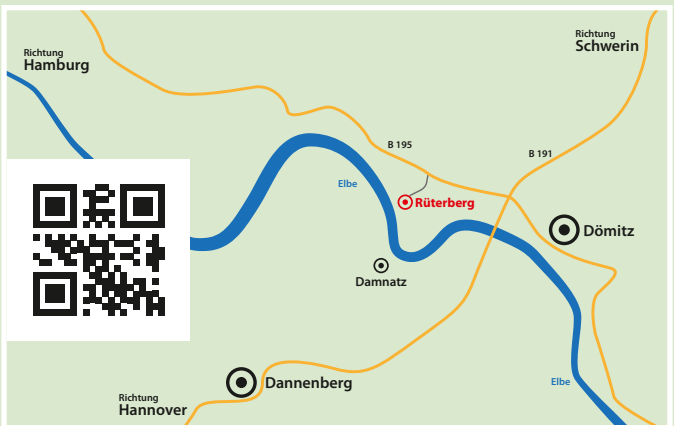 Richtung
Hamburg
Richtung
Schwerin
B 195
B 191
Elbe
Rüterberg
Dömitz
Damnatz
Elbe
Dannenberg
Richtung
Hannover